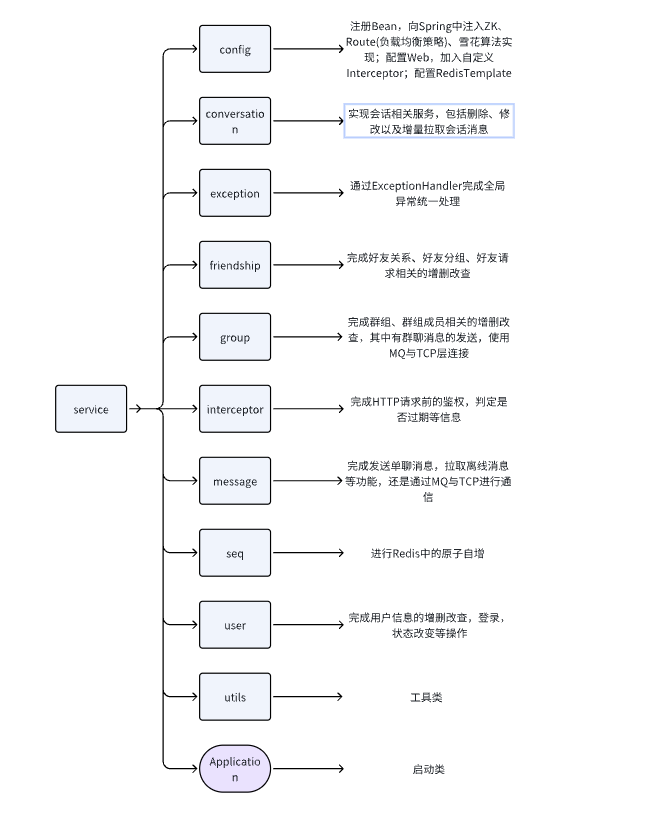 config
注册Bean，向Spring中注入ZK、
Route(负载均衡策略)、雪花算法实
现；配置Web，加入自定义
Interceptor；配置RedisTemplate
conversatio
n
实现会话相关服务，包括删除、修
改以及增量拉取会话消息
exception
通过ExceptionHandler完成全局
异常统一处理
friendship
完成好友关系、好友分组、好友请
求相关的增删改查
group
完成群组、群组成员相关的增删改
查，其中有群聊消息的发送，使用
MQ与TCP层连接
service
interceptor
完成HTTP请求前的鉴权，判定是
否过期等信息
message
完成发送单聊消息，拉取离线消息
等功能，还是通过MQ与TCP进行通
信
seq
进行Redis中的原子自增
user
完成用户信息的增删改查，登录，
状态改变等操作
utils
工具类
Applicatio
n
启动类